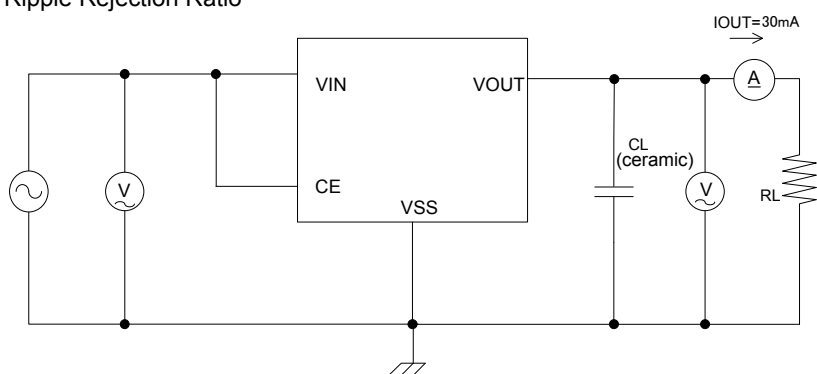 Ripple Rejection Ratio
IOUT=30mA
VIN
VOUT
A
CL
(ceramic)
V
CE
V
RL
VSS